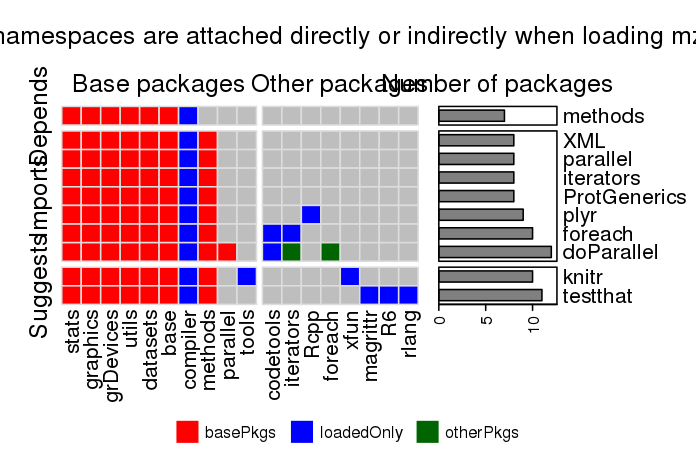 namespaces are attached directly or indirectly when loading mz
Base packages Other packages Number of packages
Depends
Imports
Suggests
methods
XML
parallel
iterators
ProtGenerics
plyr
foreach
doParallel
knitr
testthat
stats
graphics
grDevices
utils
datasets
base
compiler
methods
parallel
tools
codetools
iterators
Rcpp
foreach
xfun
magrittr
R6
rlang
0
5
10
basePkgs loadedOnly otherPkgs